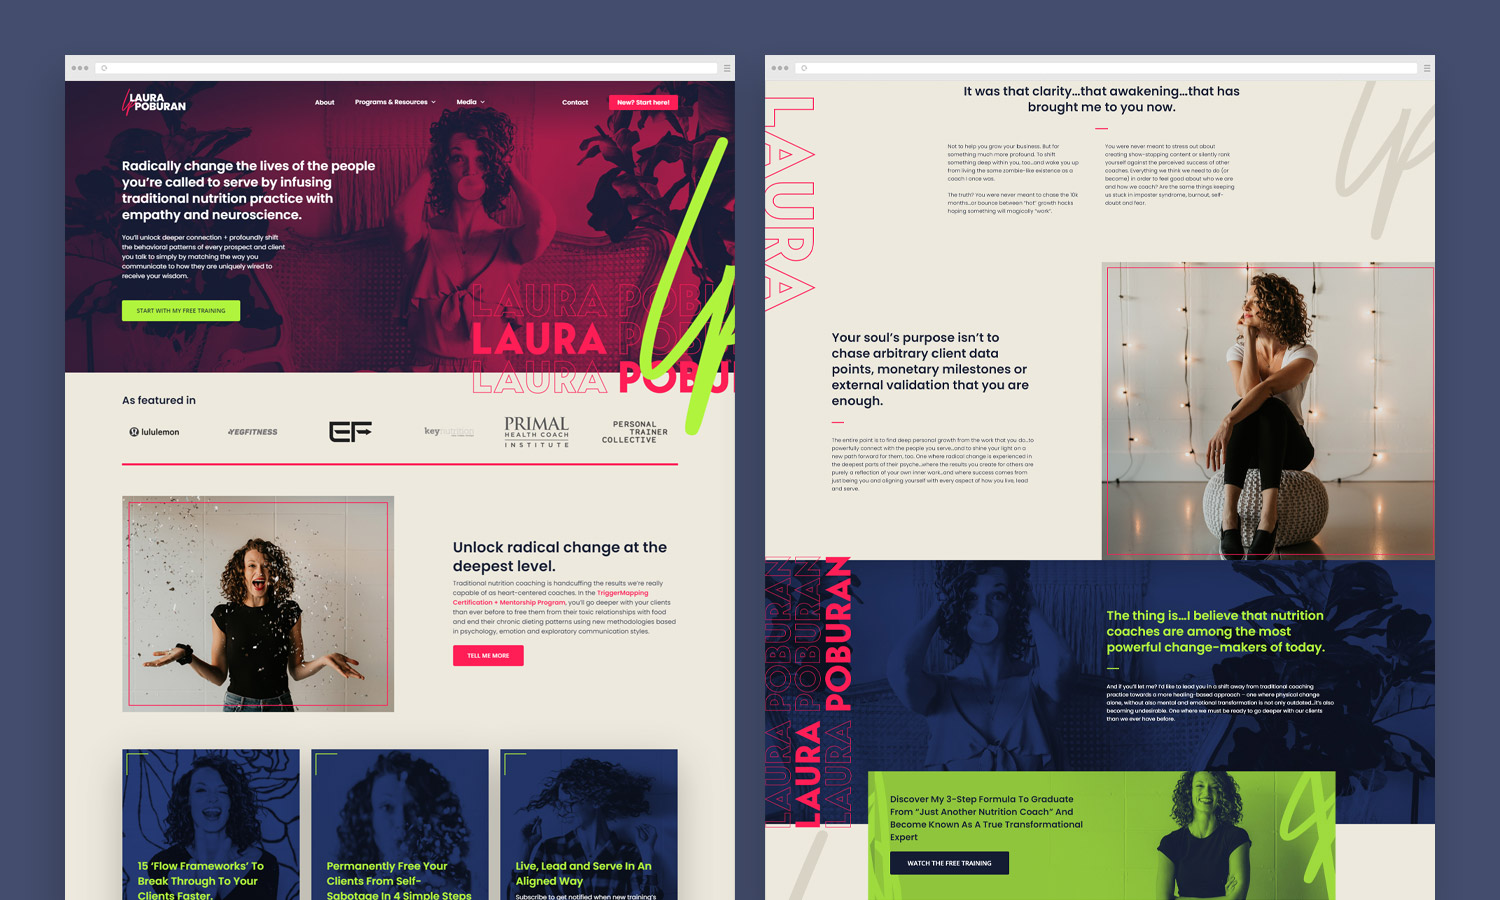 LAURA
POBURAN
About
Programs & Resources
Media
Contact
New? Start here!
Radically change the lives of the people
you're called to serve by infusing
traditional nutrition practice with
empathy and neuroscience.
You'll unlock deeper connection + profoundly shift
the behavioral patterns of every prospect and client
you talk to simply by matching the way you
communicate to how they are uniquely wired to
receive your wisdom.
START WITH MY FREE TRAINING
LAURA POBU
LAURA POBU
LAURA POBU
As featured in
lululemon
YEGFITNESS
EF
key
PRIMAL
HEALTH COACH
INSTITUTE
PERSONAL
TRAINER
COLLECTIVE
Unlock radical change at the
deepest level.
Traditional nutrition coaching is handcuffing the results we're really
capable of as heart-centered coaches. In the TriggerMapping
Certification + Mentorship Program, you'll go deeper with your clients
than ever before to free them from their toxic relationships with food
and end their chronic dieting patterns using new methodologies based
in psychology, emotion and exploratory communication styles.
TELL ME MORE
15 'Flow Frameworks' To
Break Through To Your
Clients Faster.
Permanently Free Your
Clients From Self-
Sabotage In 4 Simple Steps
Live, Lead and Serve In An
Aligned Way
Subscribe to get notified when new training's
LAURA
It was that clarity...that awakening...that has
brought me to you now.
Not to help you grow your business. But for
something much more profound. To shift
something deep within you, too...and wake you up
from living the same zombie-like existence as a
coach I once was.
The truth? You were never meant to chase the 10k
months...or bounce between "hot" growth hacks
hoping something will magically "work".
You were never meant to stress out about
creating show-stopping content or silently rank
yourself against the perceived success of other
coaches. Everything we think we need to do (or
become) in order to feel good about who we are
and how we coach? Are the same things keeping
us stuck in imposter syndrome, burnout, self-
doubt and fear.
lp
Your soul's purpose isn't to
chase arbitrary client data
points, monetary milestones or
external validation that you are
enough.
The entire point is to find deep personal growth from the work that you do...to
powerfully connect with the people you serve...and to shine your light on a
new path forward for them, too. One where radical change is experienced in
the deepest parts of their psyche...where the results you create for others are
purely a reflection of your own inner work...and where success comes from
just being you and aligning yourself with every aspect of how you live, lead
and serve.
LAURA POBURAN
LAURA POBURAN
LAURA POBURAN
The thing is...I believe that nutrition
coaches are among the most
powerful change-makers of today.
And if you'll let me? I'd like to lead you in a shift away from traditional coaching
practice towards a more healing-based approach – one where physical change
alone, without also mental and emotional transformation is not only outdated...it's also
becoming undesirable. One where we must be ready to go deeper with our clients
than we ever have before.
Discover My 3-Step Formula To Graduate
From "Just Another Nutrition Coach" And
Become Known As A True Transformational
Expert
WATCH THE FREE TRAINING